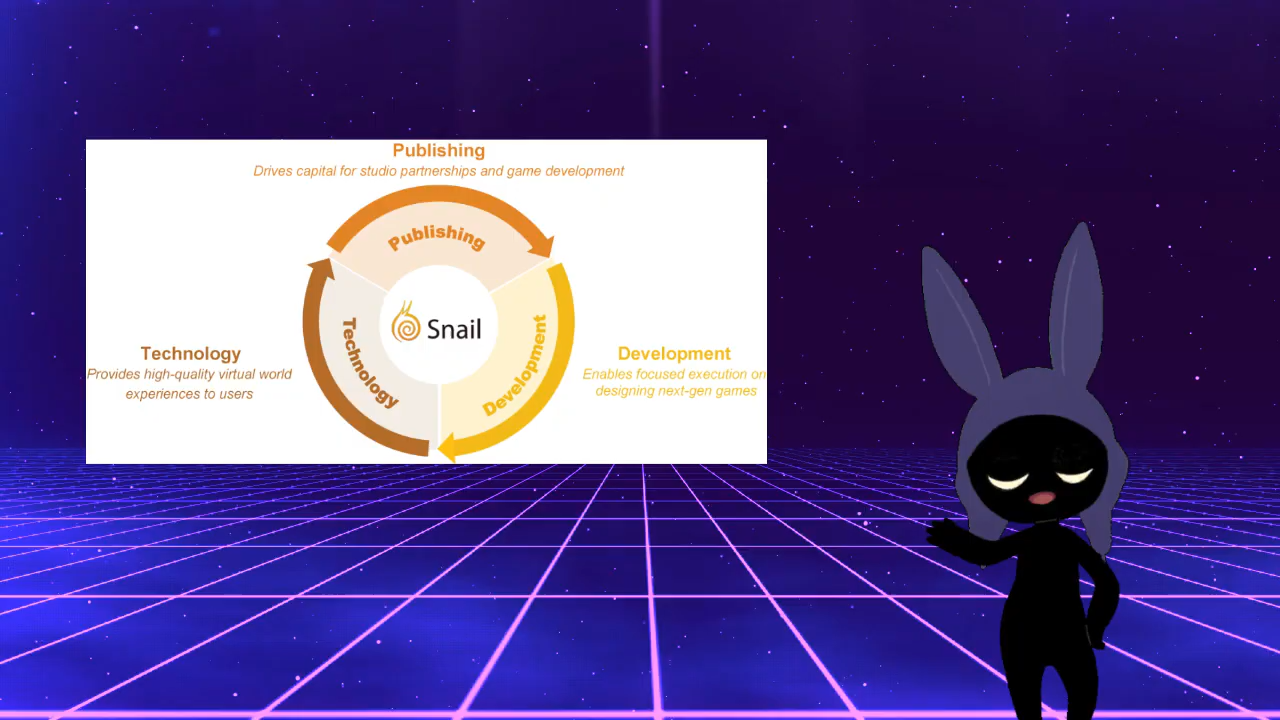 Publishing
Drives capital for studio partnerships and game development
Publishing
Snail
Technology
Development
Technology
Provides high-quality virtual world
experiences to users
Development
Enables focused execution on
designing next-gen games